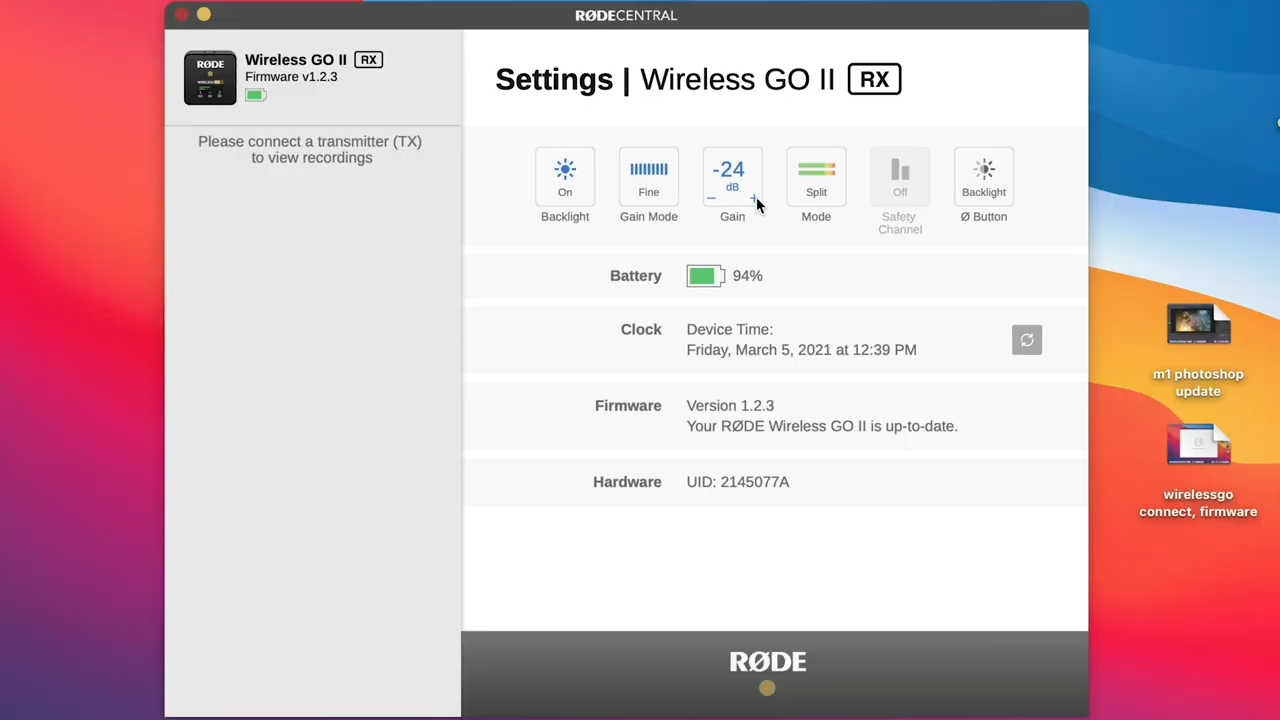 RØDECENTRAL
RØDE
Wireless GO II RX
Firmware v1.2.3
Please connect a transmitter (TX)
to view recordings
Settings | Wireless GO II RX
On
Backlight
Fine
Gain Mode
-24
dB
− +
Gain
Split
Mode
Off
Safety
Channel
Backlight
Ø Button
Battery 94%
Clock Device Time:
Friday, March 5, 2021 at 12:39 PM
Firmware Version 1.2.3
Your RØDE Wireless GO II is up-to-date.
Hardware UID: 2145077A
RØDE
m1 photoshop
update
wirelessgo
connect, firmware